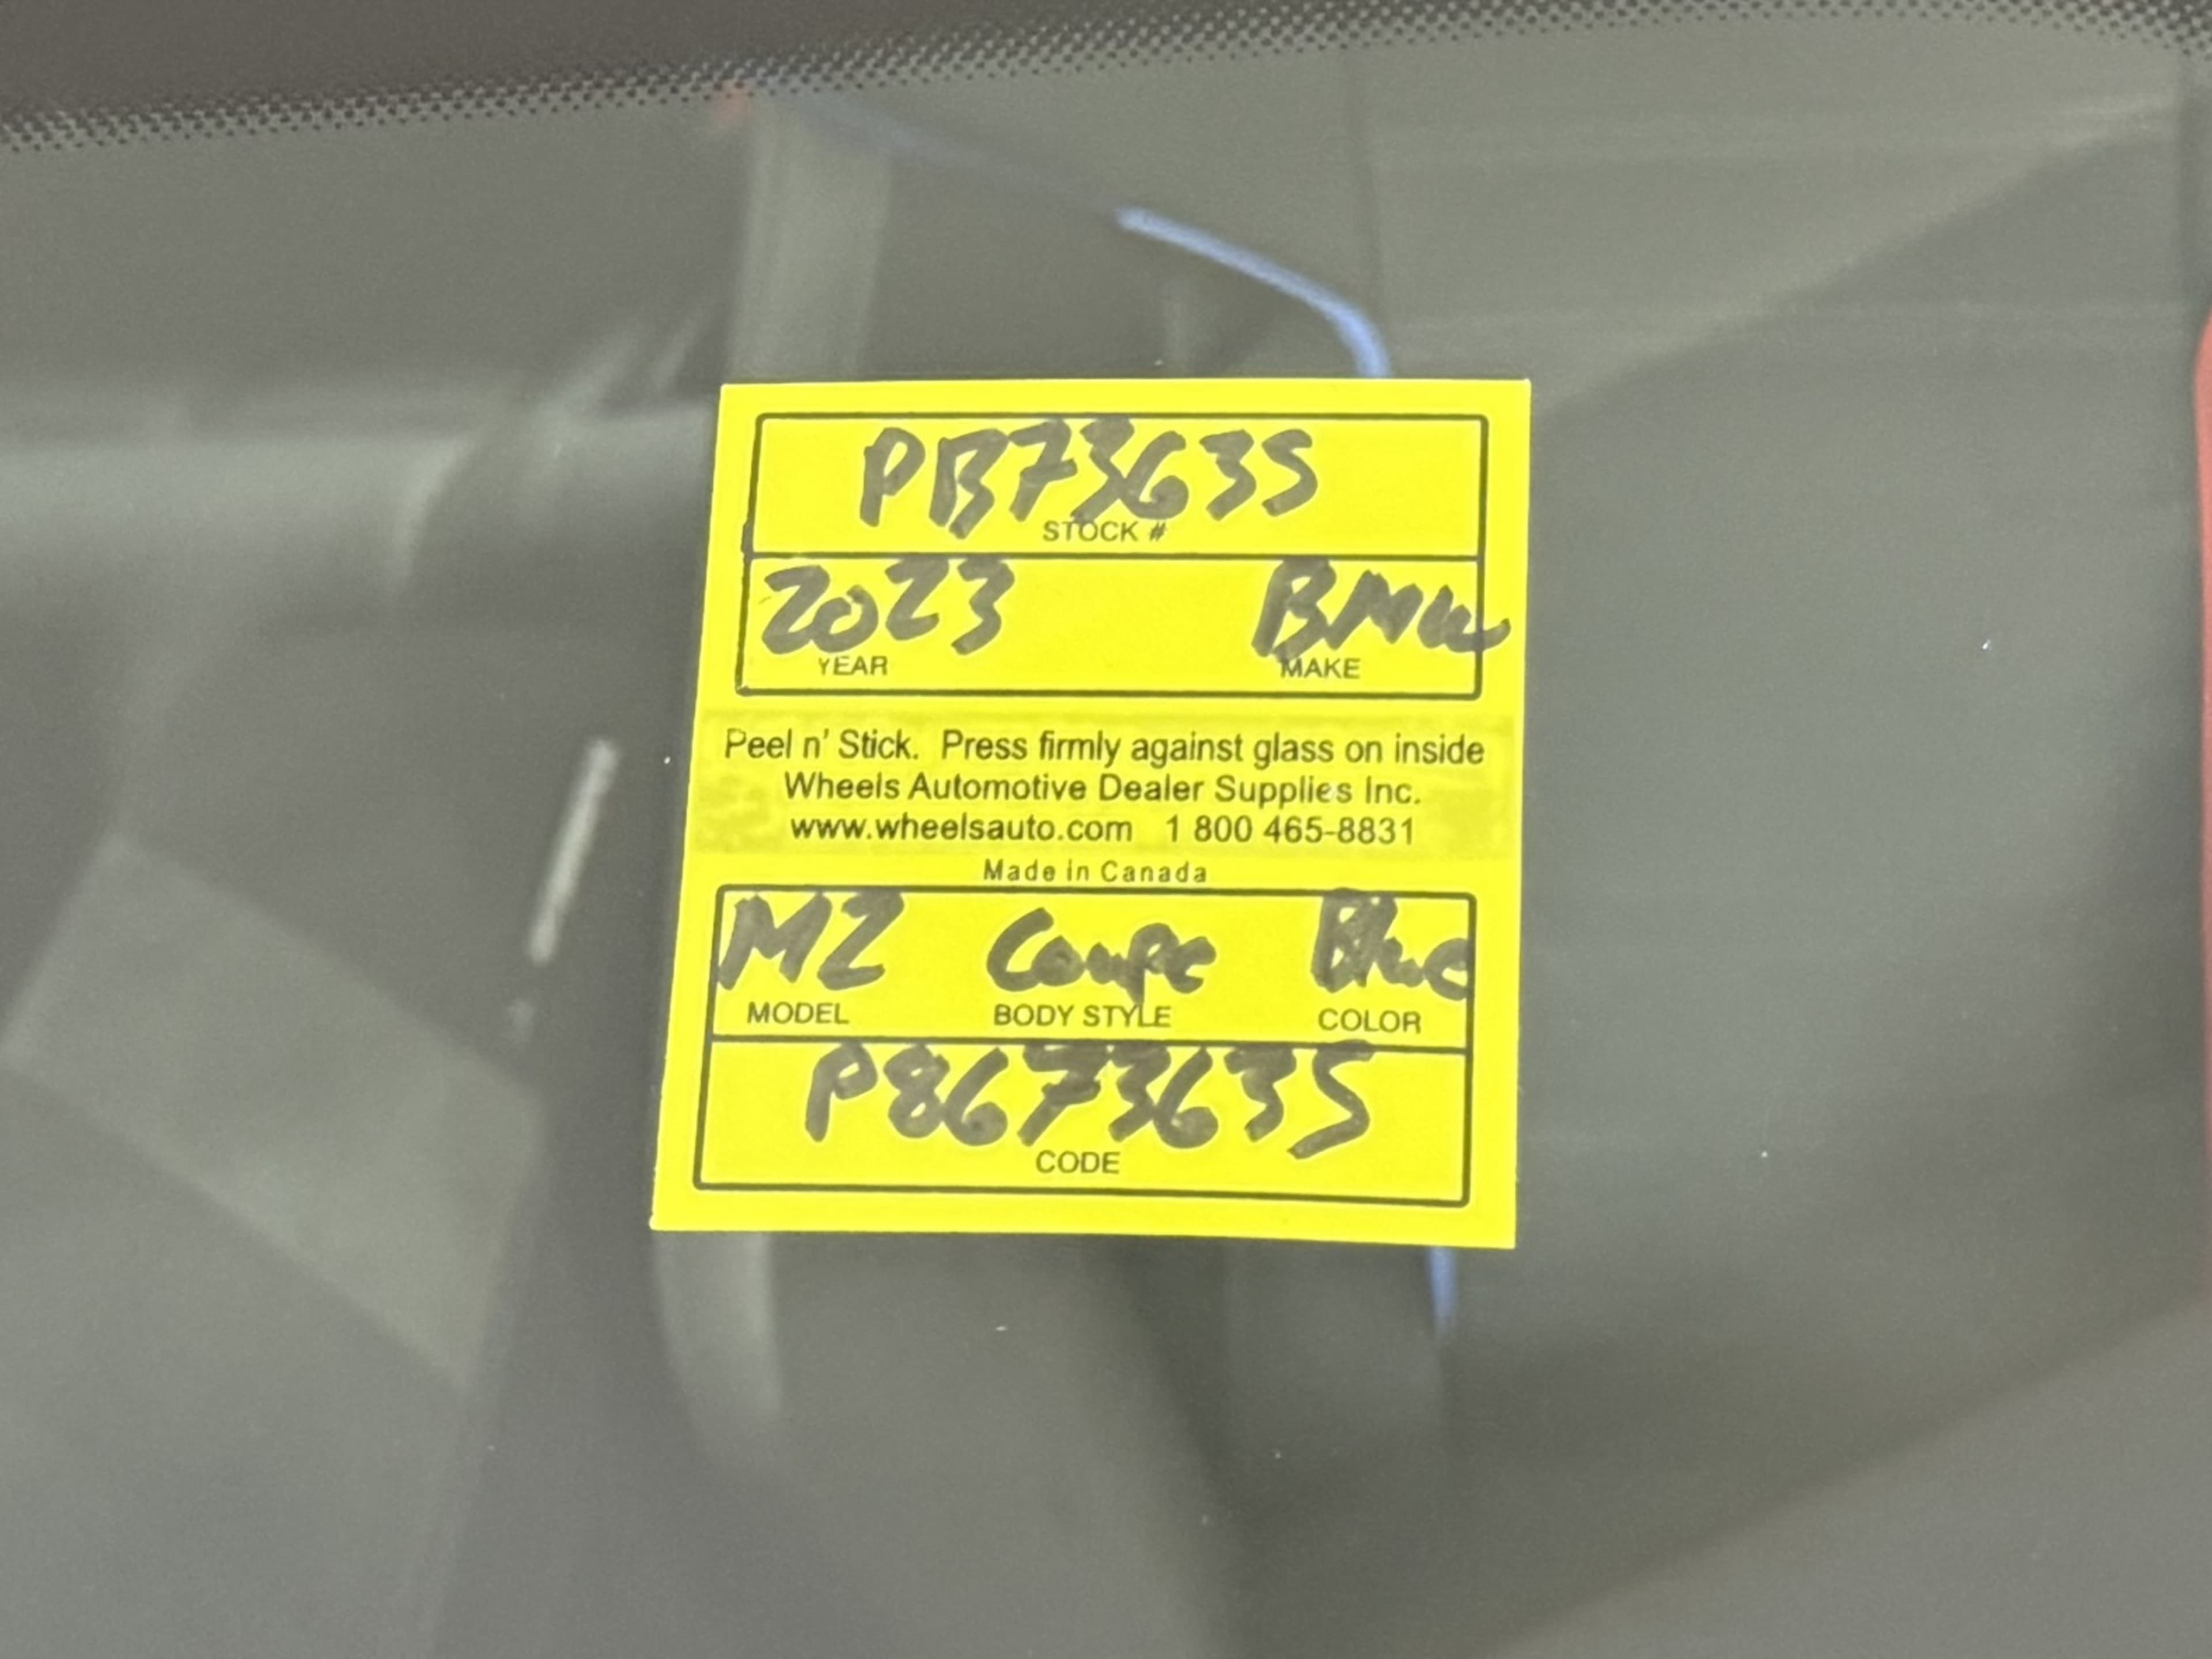 PB73635
STOCK #
2023 BMW
YEAR MAKE
Peel n' Stick. Press firmly against glass on inside
Wheels Automotive Dealer Supplies Inc.
www.wheelsauto.com 1 800 465-8831
Made in Canada
M2 Coupe Blue
MODEL BODY STYLE COLOR
P8673635
CODE